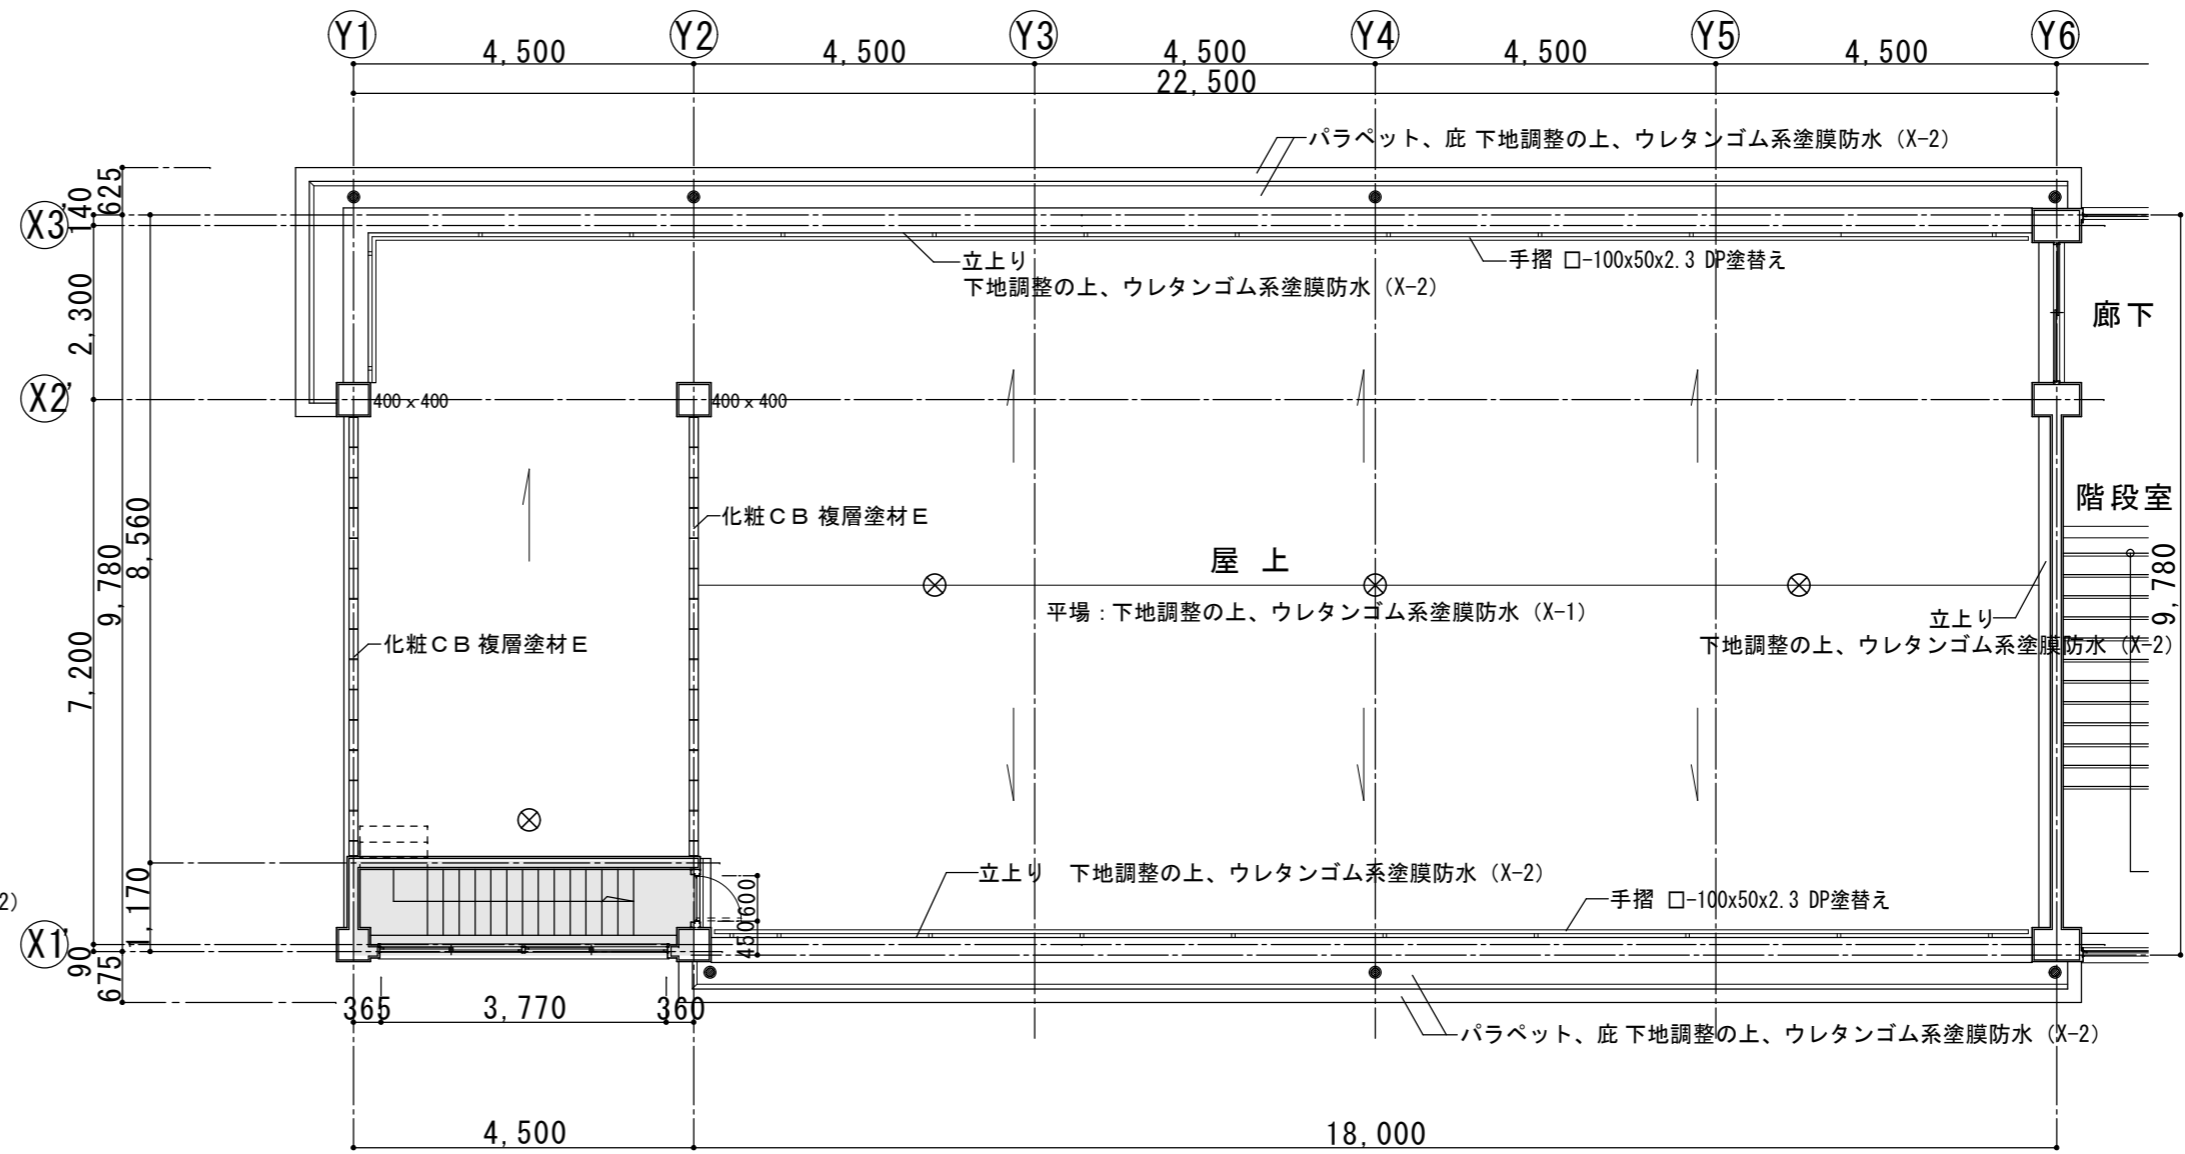 Y1
Y2
Y3
Y4
Y5
Y6
4,500
4,500
4,500
4,500
4,500
22,500
パラペット、庇 下地調整の上、ウレタンゴム系塗膜防水（X-2）
625
140
X3'
立上り
下地調整の上、ウレタンゴム系塗膜防水（X-2）
手摺 □-100x50x2.3 DP塗替え
廊下
2,300
X2'
400ｘ400
400ｘ400
階段室
化粧ＣＢ 複層塗材Ｅ
屋 上
8,560
9,780
9,780
平場：下地調整の上、ウレタンゴム系塗膜防水（X-1）
立上り
下地調整の上、ウレタンゴム系塗膜防水（X-2）
化粧ＣＢ 複層塗材Ｅ
7,200
立上り　下地調整の上、ウレタンゴム系塗膜防水（X-2）
手摺 □-100x50x2.3 DP塗替え
600
450
1,170
2）
X1'
90
675
365
3,770
360
パラペット、庇 下地調整の上、ウレタンゴム系塗膜防水（X-2）
4,500
18,000